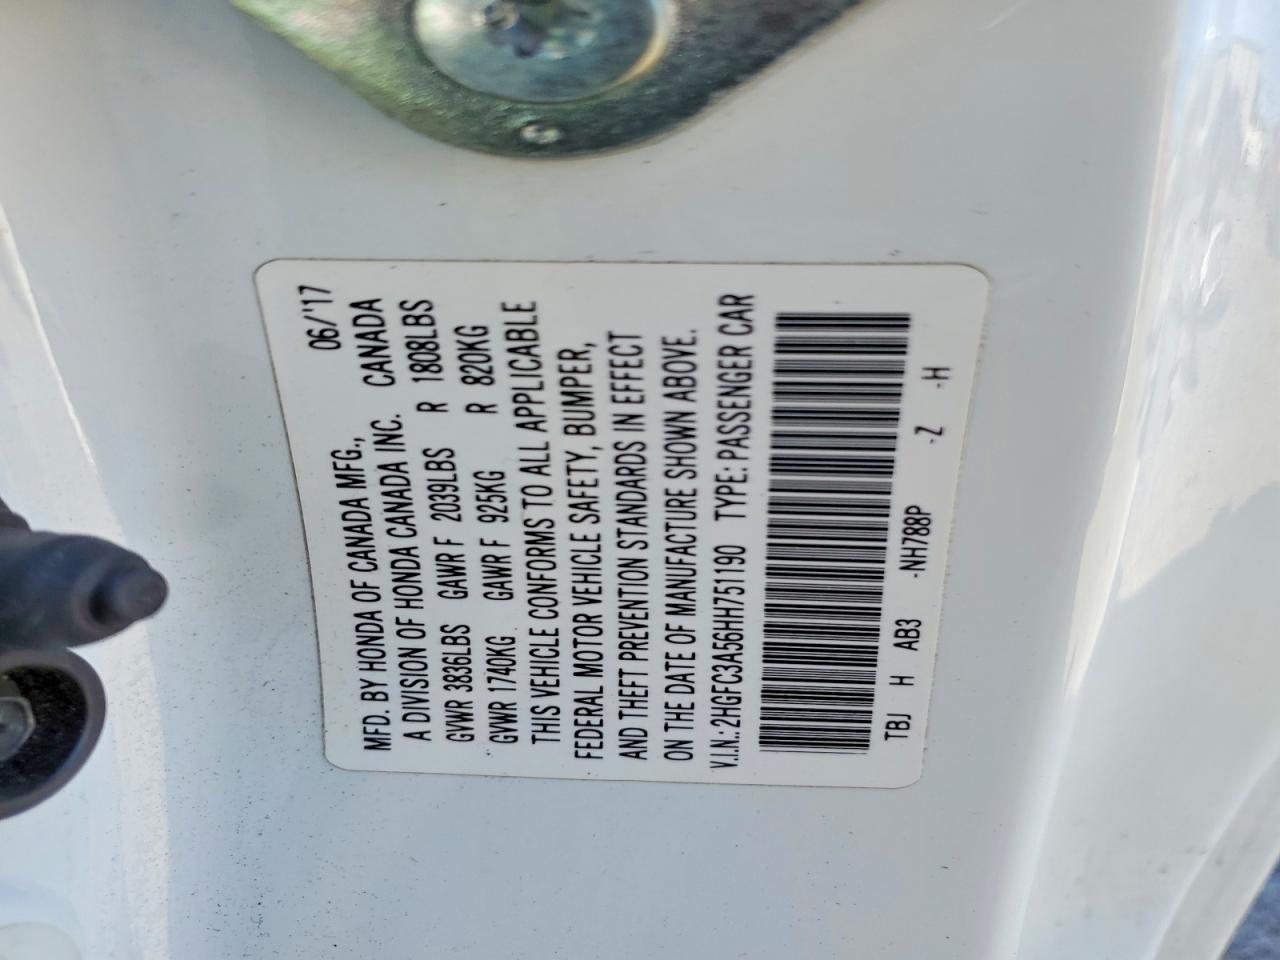 06/'17
MFD. BY HONDA OF CANADA MFG.,
A DIVISION OF HONDA CANADA INC. CANADA
GVWR 3836LBS GAWR F 2039LBS R 1808LBS
GVWR 1740KG GAWR F 925KG R 820KG
THIS VEHICLE CONFORMS TO ALL APPLICABLE
FEDERAL MOTOR VEHICLE SAFETY, BUMPER,
AND THEFT PREVENTION STANDARDS IN EFFECT
ON THE DATE OF MANUFACTURE SHOWN ABOVE.
V.I.N.: 2HGFC3A56HH751190 TYPE: PASSENGER CAR
TBJ H AB3 -NH788P -Z -H